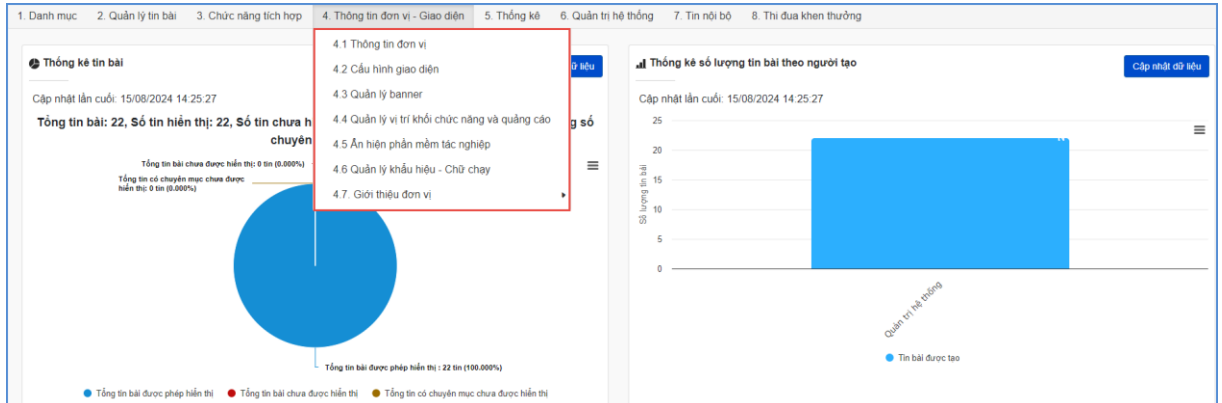 1. Danh mục 2. Quản lý tin bài 3. Chức năng tích hợp 4. Thông tin đơn vị - Giao diện 5. Thống kê 6. Quản trị hệ thống 7. Tin nội bộ 8. Thi đua khen thưởng
4.1 Thông tin đơn vị
4.2 Cấu hình giao diện
4.3 Quản lý banner
4.4 Quản lý vị trí khối chức năng và quảng cáo
4.5 Ẩn hiện phần mềm tác nghiệp
4.6 Quản lý khẩu hiệu - Chữ chạy
4.7. Giới thiệu đơn vị
Thống kê tin bài
ữ liệu
Cập nhật lần cuối: 15/08/2024 14:25:27
Tổng tin bài: 22, Số tin hiển thị: 22, Số tin chưa h
g số
chuyên
Tổng tin bài chưa được hiển thị: 0 tin (0.000%)
Tổng tin có chuyên mục chưa được
hiển thị: 0 tin (0.000%)
Tổng tin bài được phép hiển thị : 22 tin (100.000%)
Tổng tin bài được phép hiển thị Tổng tin bài chưa được hiển thị Tổng tin có chuyên mục chưa được hiển thị
Thống kê số lượng tin bài theo người tạo
Cập nhật dữ liệu
Cập nhật lần cuối: 15/08/2024 14:25:27
Số lượng tin bài
25
20
15
10
5
0
Quản trị hệ thống
Tin bài được tạo